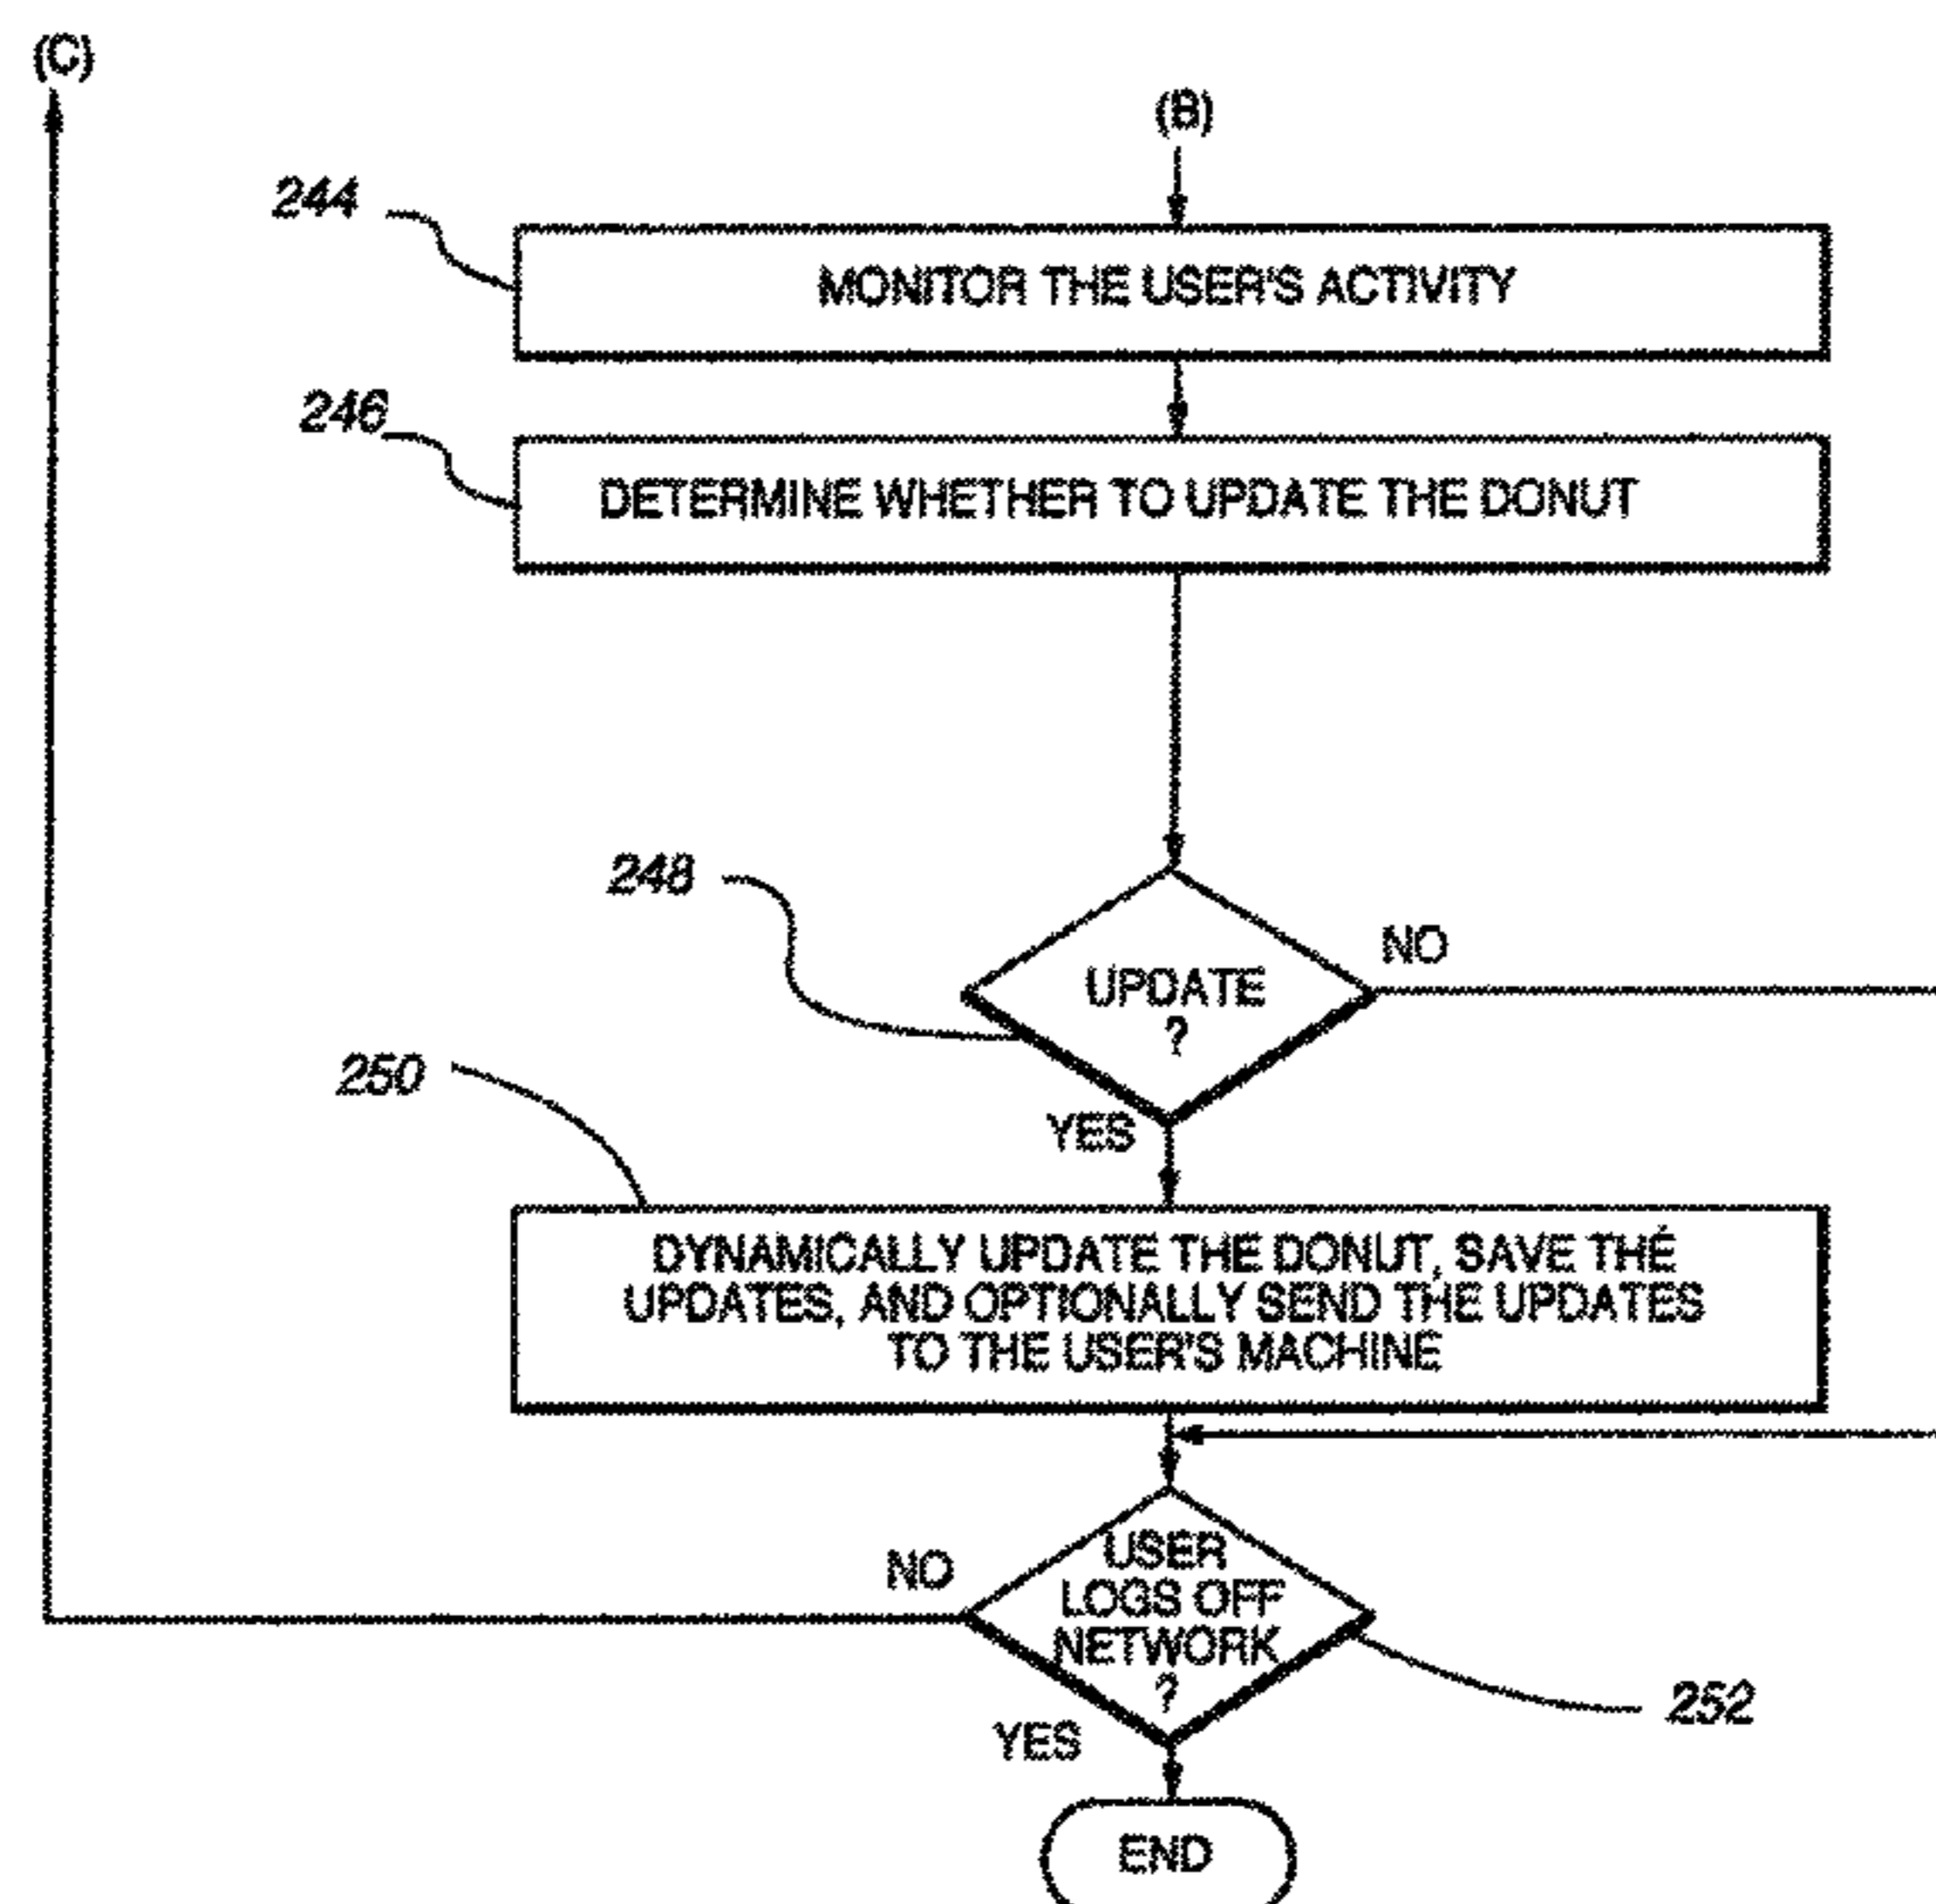 (C)
(B)
244
MONITOR THE USER'S ACTIVITY
246
DETERMINE WHETHER TO UPDATE THE DONUT
248
UPDATE
?
NO
YES
250
DYNAMICALLY UPDATE THE DONUT, SAVE THE
UPDATES, AND OPTIONALLY SEND THE UPDATES
TO THE USER'S MACHINE
NO
USER
LOGS OFF
NETWORK
?
252
YES
END